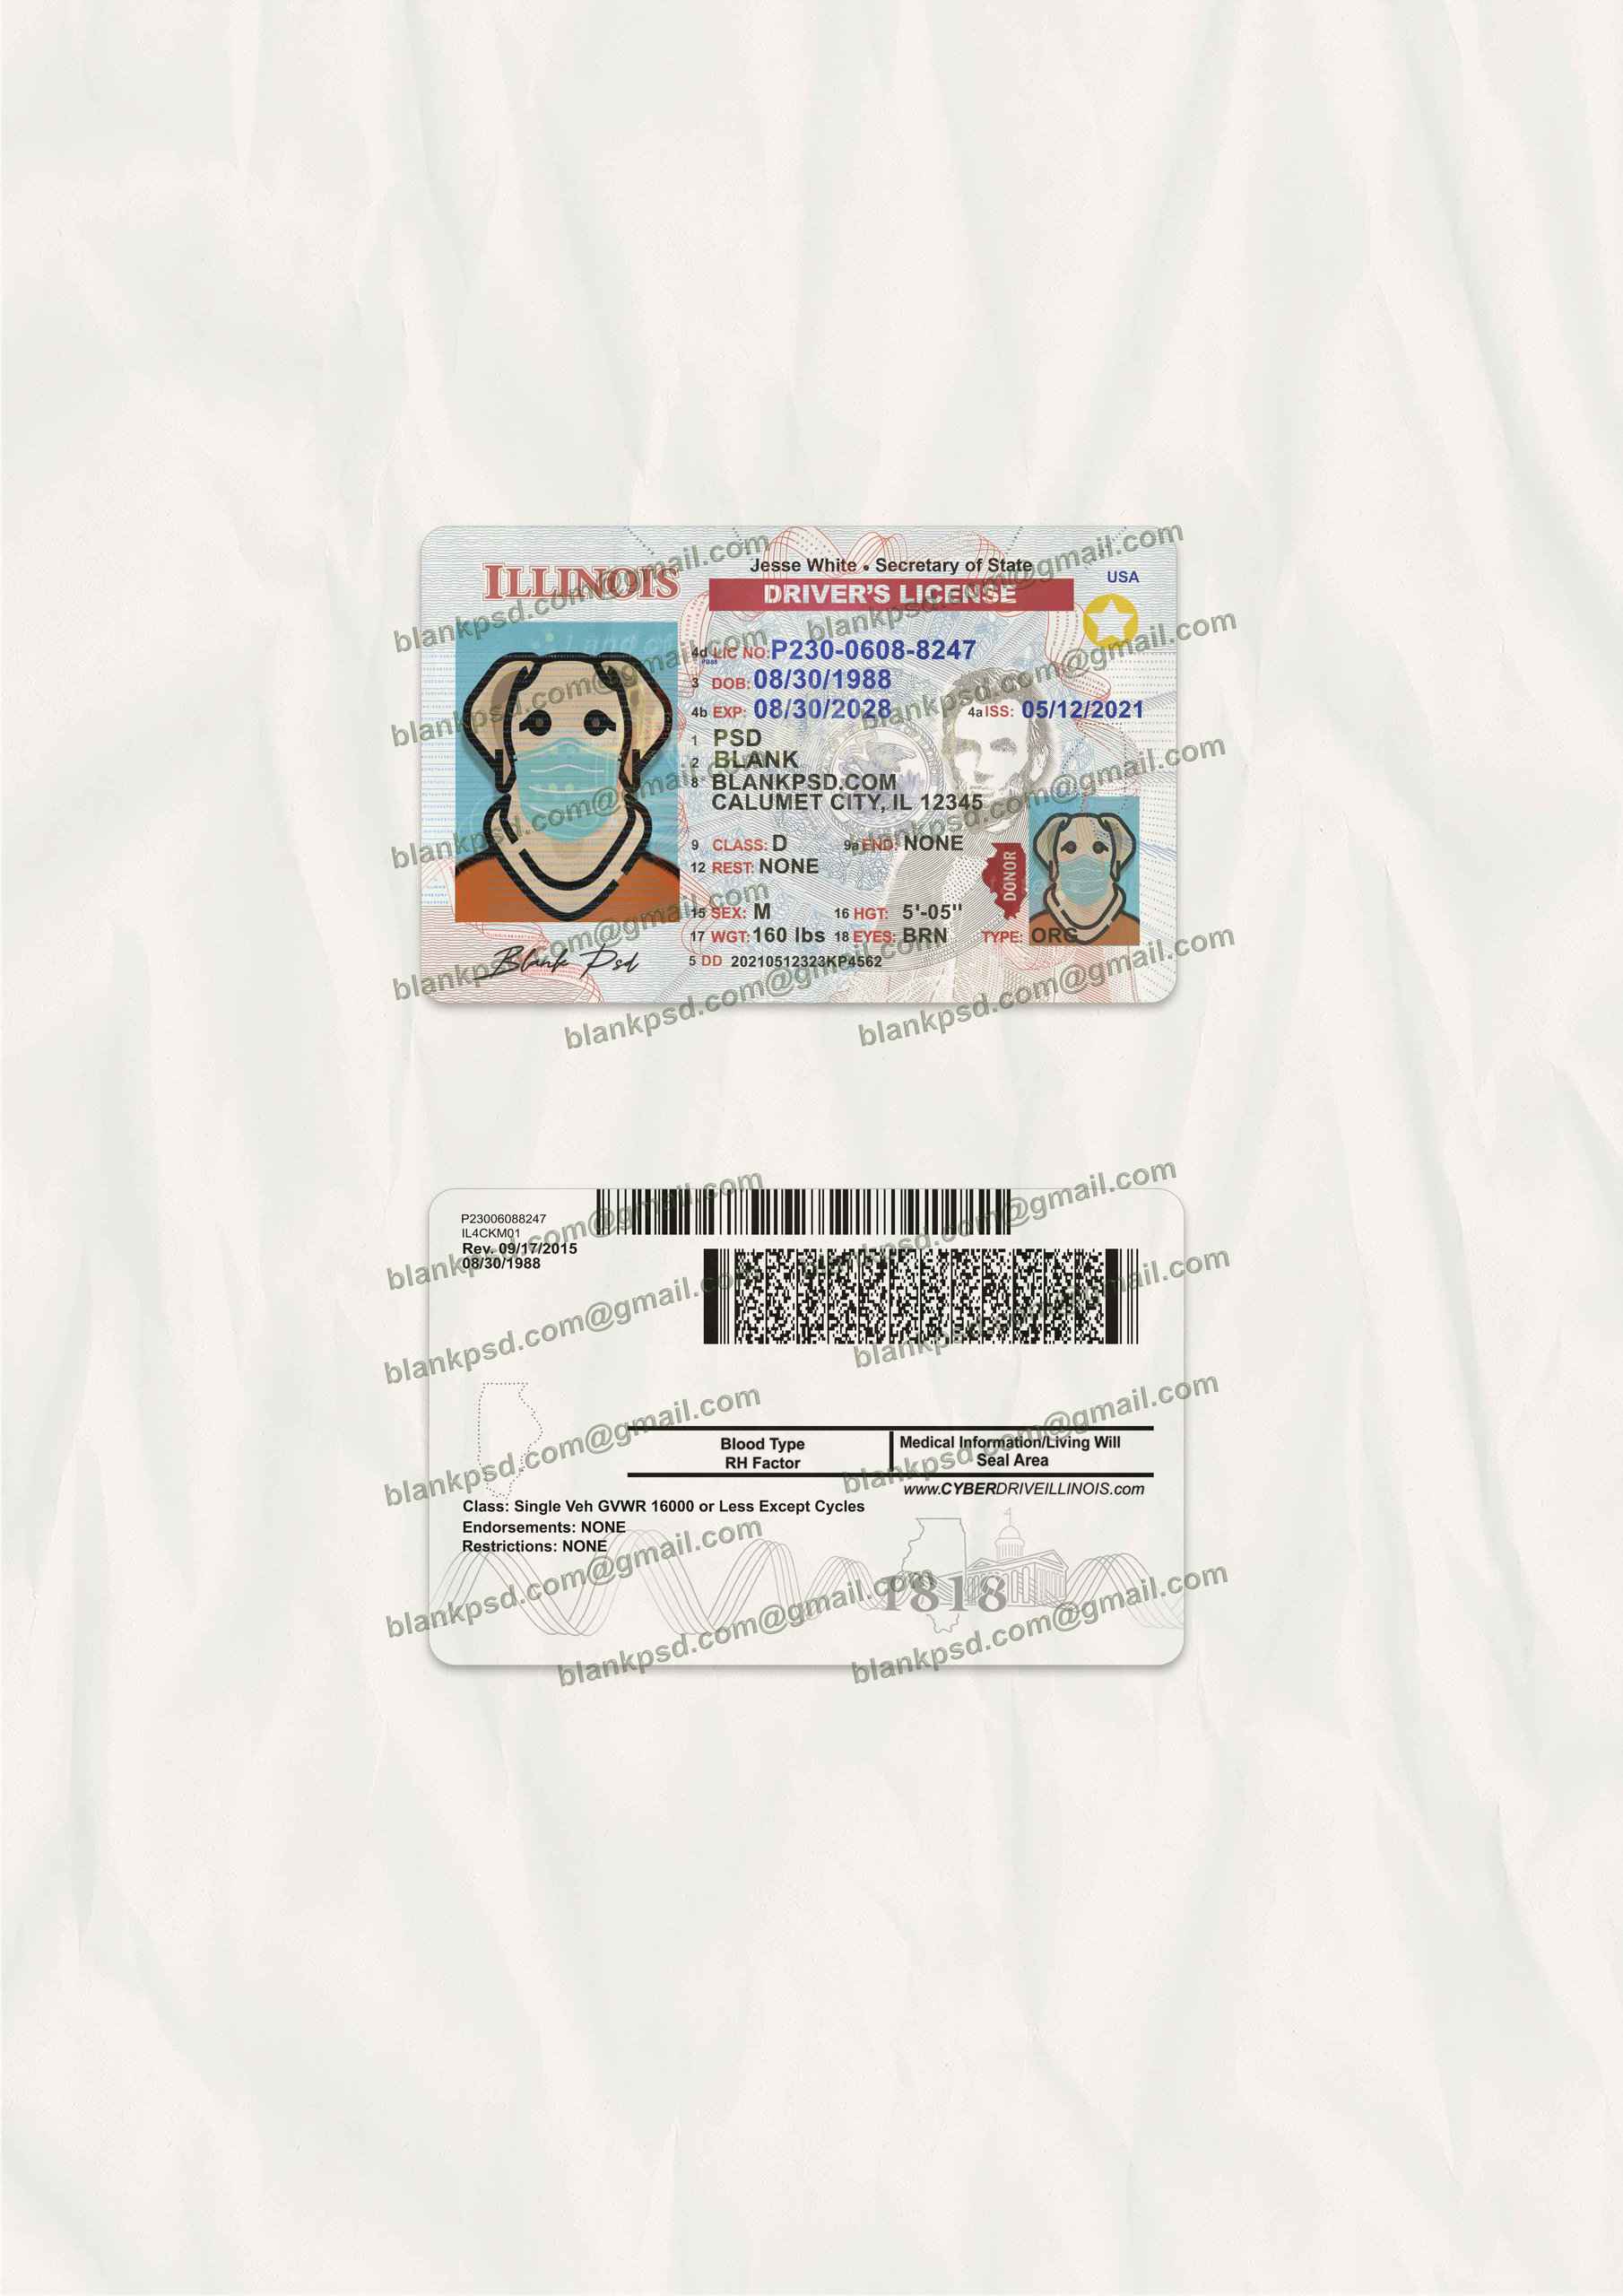 ILLINOIS
Jesse White • Secretary of State
USA
DRIVER'S LICENSE
4d LIC NO: P230-0608-8247
3 DOB: 08/30/1988
4b EXP: 08/30/2028 4a ISS: 05/12/2021
1 PSD
2 BLANK
8 BLANKPSD.COM
CALUMET CITY, IL 12345
9 CLASS: D 9a END: NONE
12 REST: NONE
DONOR
15 SEX: M 16 HGT: 5'-05"
17 WGT: 160 lbs 18 EYES: BRN TYPE: ORG
5 DD 20210512323KP4562
Blank Psd
blankpsd.com@gmail.com
P23006088247
IL4CKM01
Rev. 09/17/2015
08/30/1988
Blood Type
RH Factor
Medical Information/Living Will
Seal Area
www.CYBERDRIVEILLINOIS.com
Class: Single Veh GVWR 16000 or Less Except Cycles
Endorsements: NONE
Restrictions: NONE
1818
blankpsd.com@gmail.com